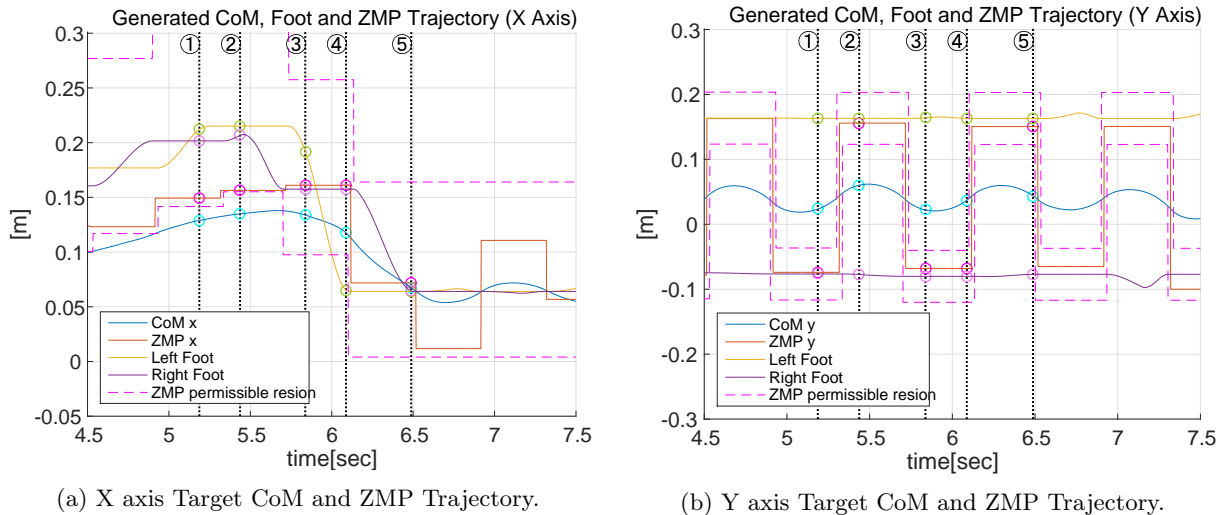 Generated CoM, Foot and ZMP Trajectory (X Axis)
0.3
0.25
0.2
0.15
0.1
0.05
0
-0.05
[m]
① ② ③ ④ ⑤
CoM x
ZMP x
Left Foot
Right Foot
ZMP permissible resion
4.5 5 5.5 6 6.5 7 7.5
time[sec]
(a) X axis Target CoM and ZMP Trajectory.
Generated CoM, Foot and ZMP Trajectory (Y Axis)
0.3
0.2
0.1
0
-0.1
-0.2
-0.3
[m]
① ② ③ ④ ⑤
CoM y
ZMP y
Left Foot
Right Foot
ZMP permissible resion
4.5 5 5.5 6 6.5 7 7.5
time[sec]
(b) Y axis Target CoM and ZMP Trajectory.